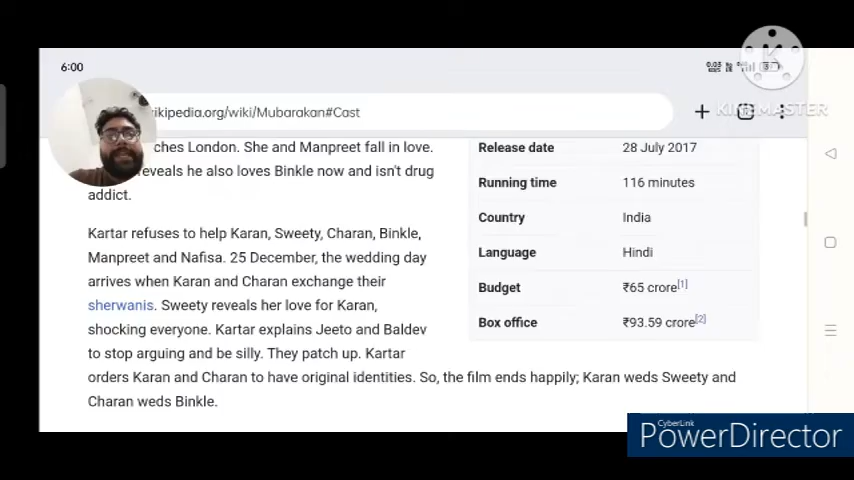 6:00
KINEMASTER
wikipedia.org/wiki/Mubarakan#Cast
ches London. She and Manpreet fall in love.
reveals he also loves Binkle now and isn't drug
addict.
Kartar refuses to help Karan, Sweety, Charan, Binkle,
Manpreet and Nafisa. 25 December, the wedding day
arrives when Karan and Charan exchange their
sherwanis. Sweety reveals her love for Karan,
shocking everyone. Kartar explains Jeeto and Baldev
to stop arguing and be silly. They patch up. Kartar
orders Karan and Charan to have original identities. So, the film ends happily; Karan weds Sweety and
Charan weds Binkle.
Release date 28 July 2017
Running time 116 minutes
Country India
Language Hindi
Budget ₹65 crore[1]
Box office ₹93.59 crore[2]
CyberLink
PowerDirector